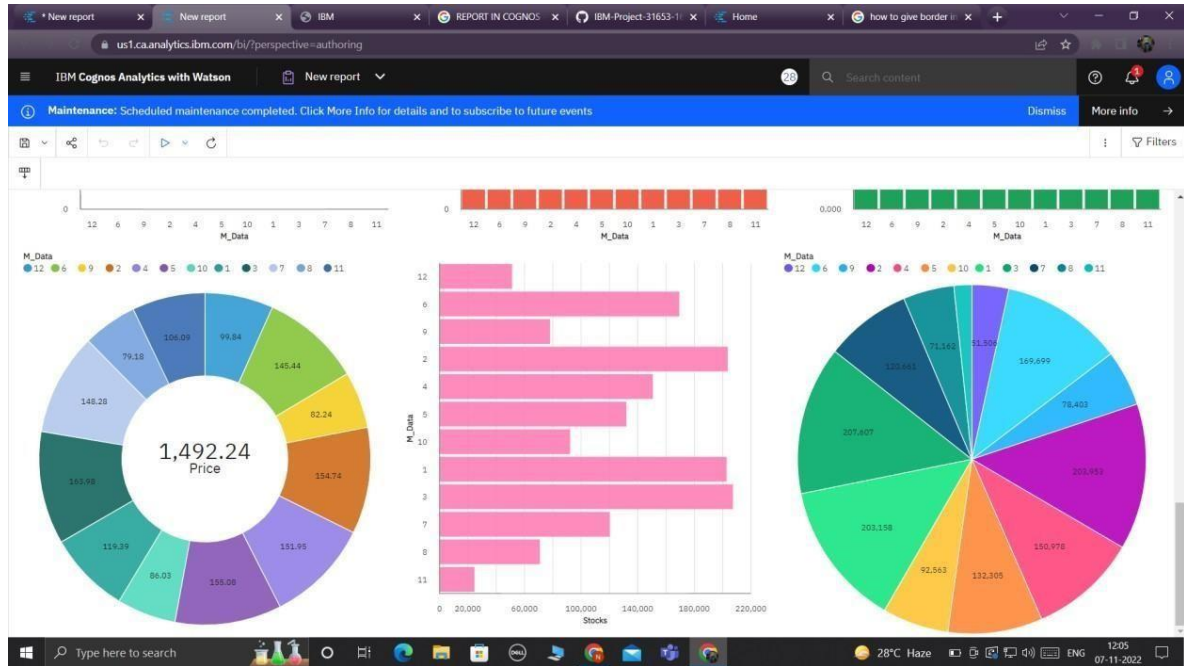 * New report
New report
IBM
REPORT IN COGNOS
IBM-Project-31653-1
Home
how to give border in
us1.ca.analytics.ibm.com/bi/?perspective=authoring
IBM Cognos Analytics with Watson
New report
28
Search content
1
Maintenance: Scheduled maintenance completed. Click More Info for details and to subscribe to future events
Dismiss
More info
Filters
0
12 6 9 2 4 5 10 1 3 7 8 11
M_Data
0
12 6 9 2 4 5 10 1 3 7 8 11
M_Data
0.000
12 6 9 2 4 5 10 1 3 7 8 11
M_Data
M_Data
12 6 9 2 4 5 10 1 3 7 8 11
99.84
145.44
82.24
154.74
151.95
155.08
86.03
119.39
163.98
148.28
79.18
106.09
1,492.24
Price
M_Data
12
6
9
2
4
5
10
1
3
7
8
11
0 20,000 60,000 100,000 140,000 180,000 220,000
Stocks
M_Data
12 6 9 2 4 5 10 1 3 7 8 11
51,506
169,699
78,483
203,953
150,978
132,305
92,563
203,158
207,607
71,162
Type here to search
DELL
28°C Haze
ENG
12:05
07-11-2022